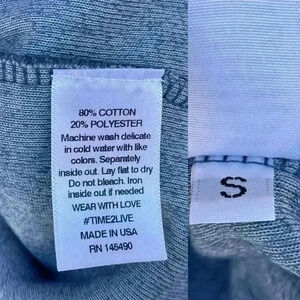 80% COTTON
20% POLYESTER
Machine wash delicate
in cold water with like
colors. Separately
inside out. Lay flat to dry
Do not bleach. Iron
inside out if needed
WEAR WITH LOVE
#TIME2LIVE
MADE IN USA
RN 145490
S